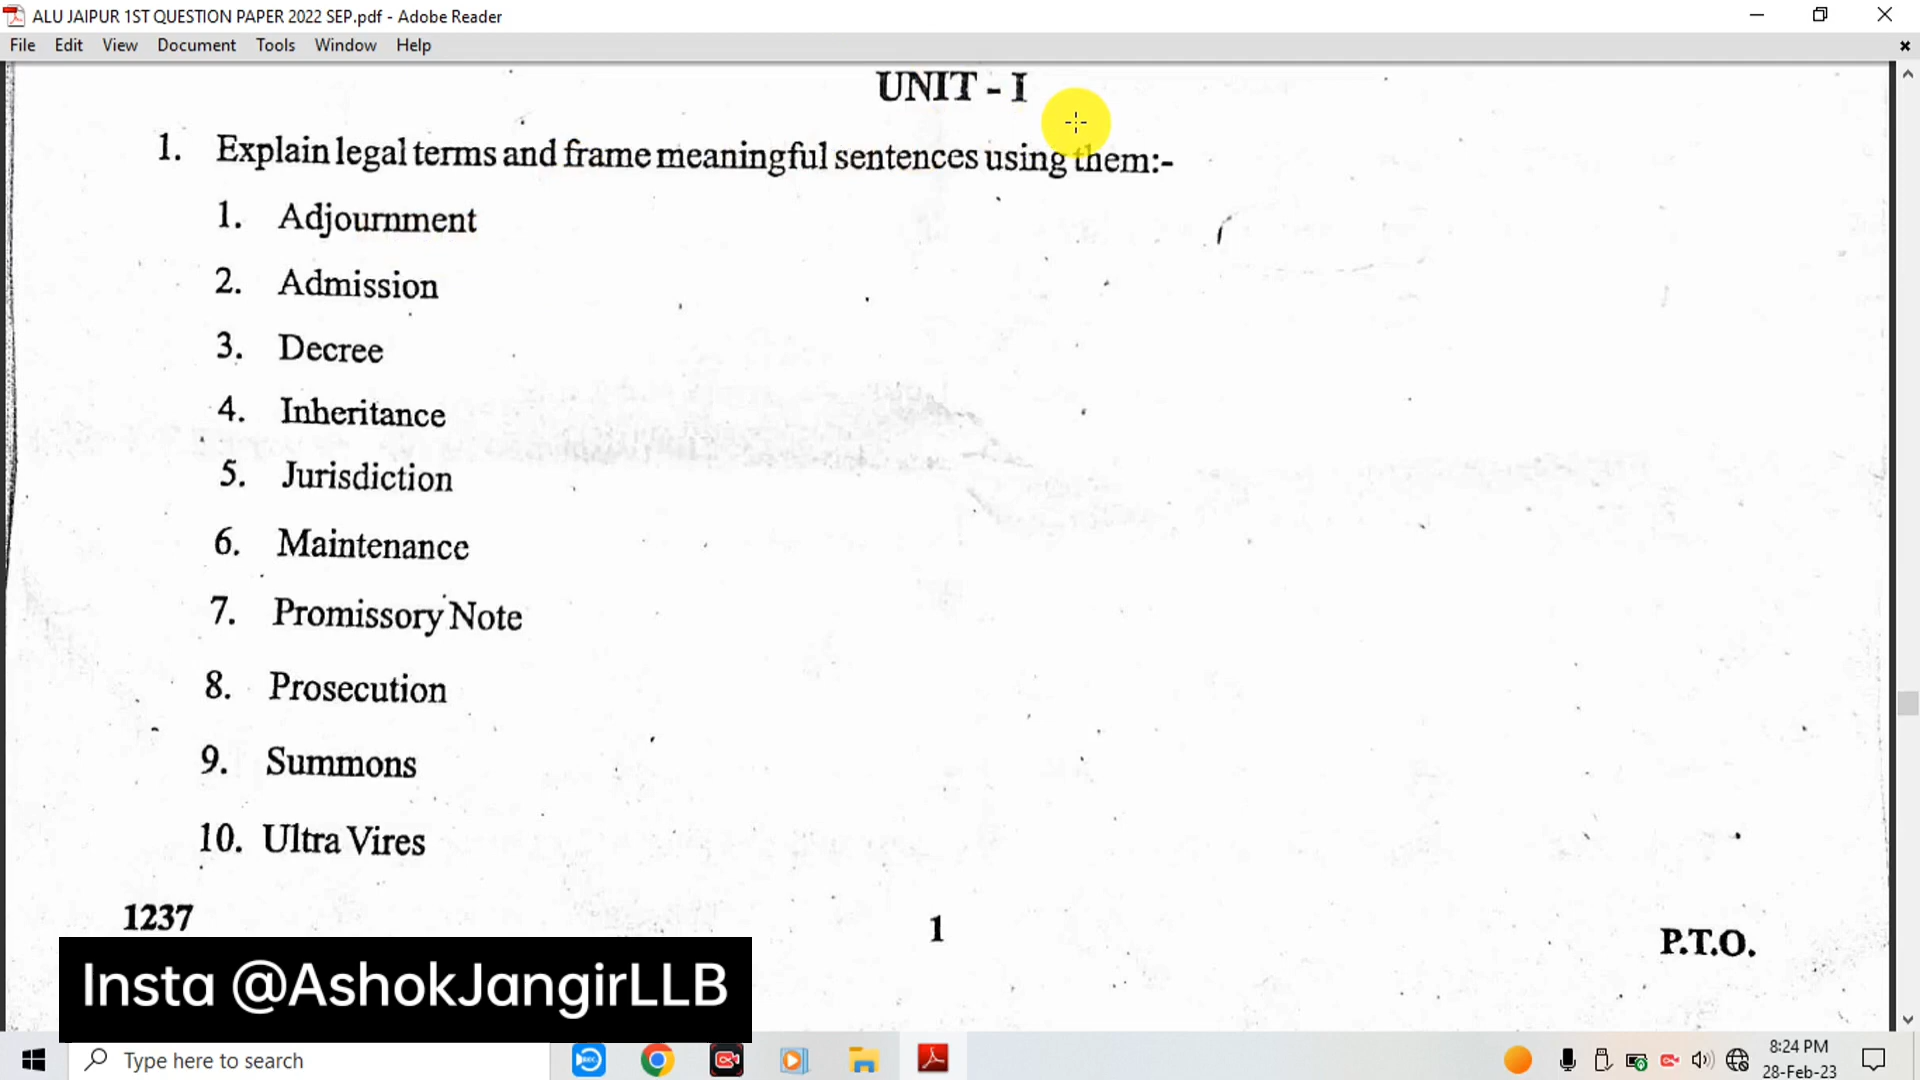 ALU JAIPUR 1ST QUESTION PAPER 2022 SEP.pdf - Adobe Reader
File Edit View Document Tools Window Help
UNIT - I
1. Explain legal terms and frame meaningful sentences using them:-
1. Adjournment
2. Admission
3. Decree
4. Inheritance
5. Jurisdiction
6. Maintenance
7. Promissory Note
8. Prosecution
9. Summons
10. Ultra Vires
1237 1 P.T.O.
Insta @AshokJangirLLB
Type here to search
8:24 PM
28-Feb-23